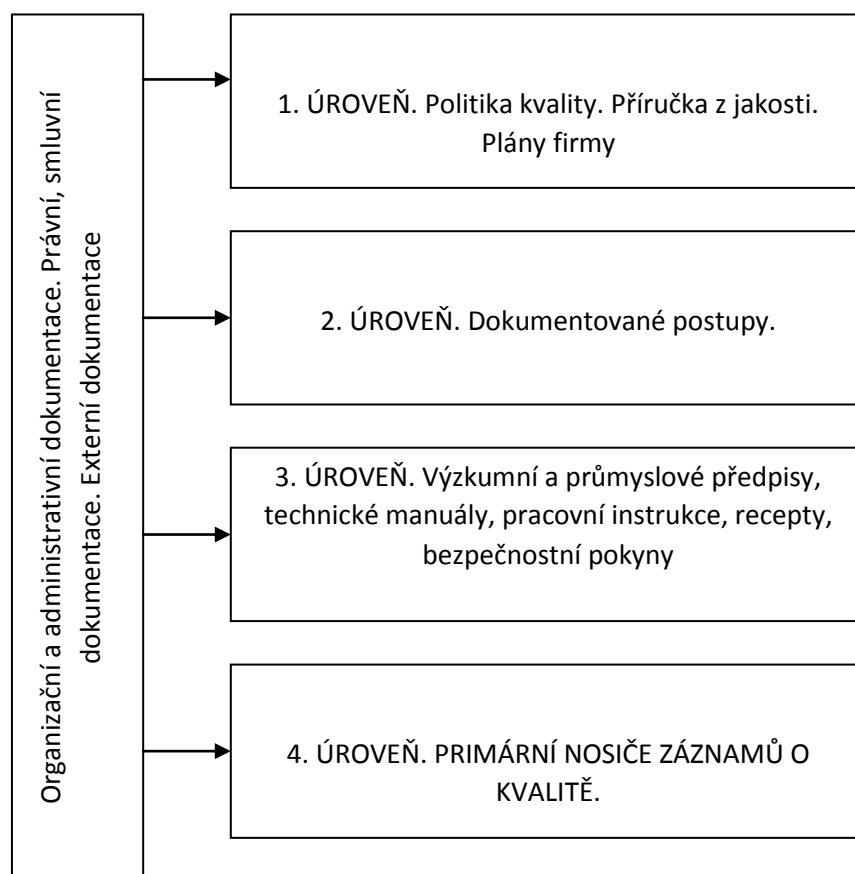 Organizační a administrativní dokumentace. Právní, smluvní
dokumentace. Externí dokumentace
1. ÚROVEŇ. Politika kvality. Příručka z jakosti.
Plány firmy
2. ÚROVEŇ. Dokumentované postupy.
3. ÚROVEŇ. Výzkumní a průmyslové předpisy,
technické manuály, pracovní instrukce, recepty,
bezpečnostní pokyny
4. ÚROVEŇ. PRIMÁRNÍ NOSIČE ZÁZNAMŮ O
KVALITĚ.